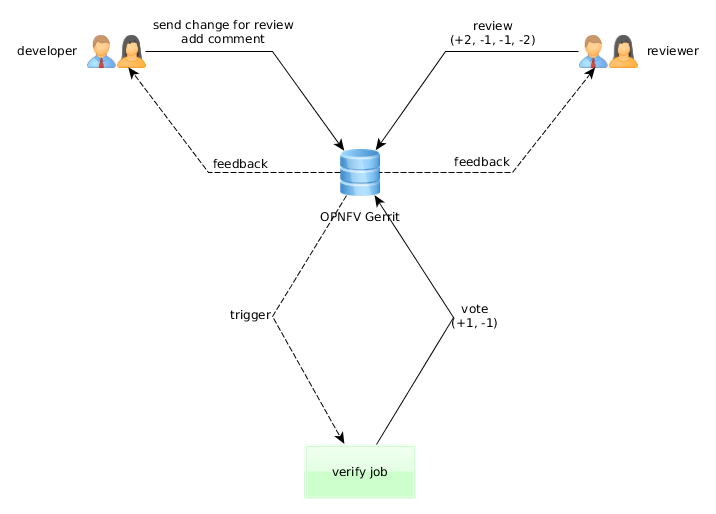 send change for review
add comment
review
(+2, -1, -1, -2)
developer
reviewer
feedback
feedback
OPNFV Gerrit
trigger
vote
(+1, -1)
verify job